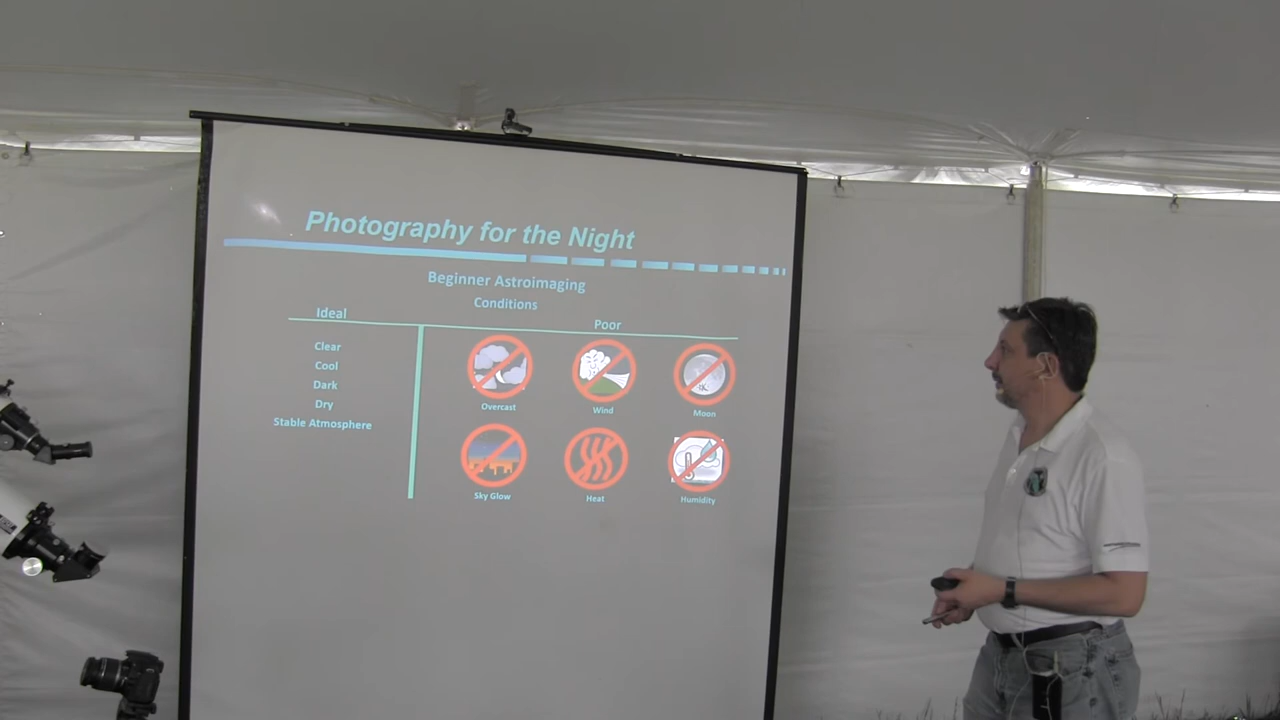 Photography for the Night
Beginner Astroimaging
Conditions
Ideal
Poor
Clear
Cool
Dark
Dry
Stable Atmosphere
Overcast
Wind
Moon
Sky Glow
Heat
Humidity